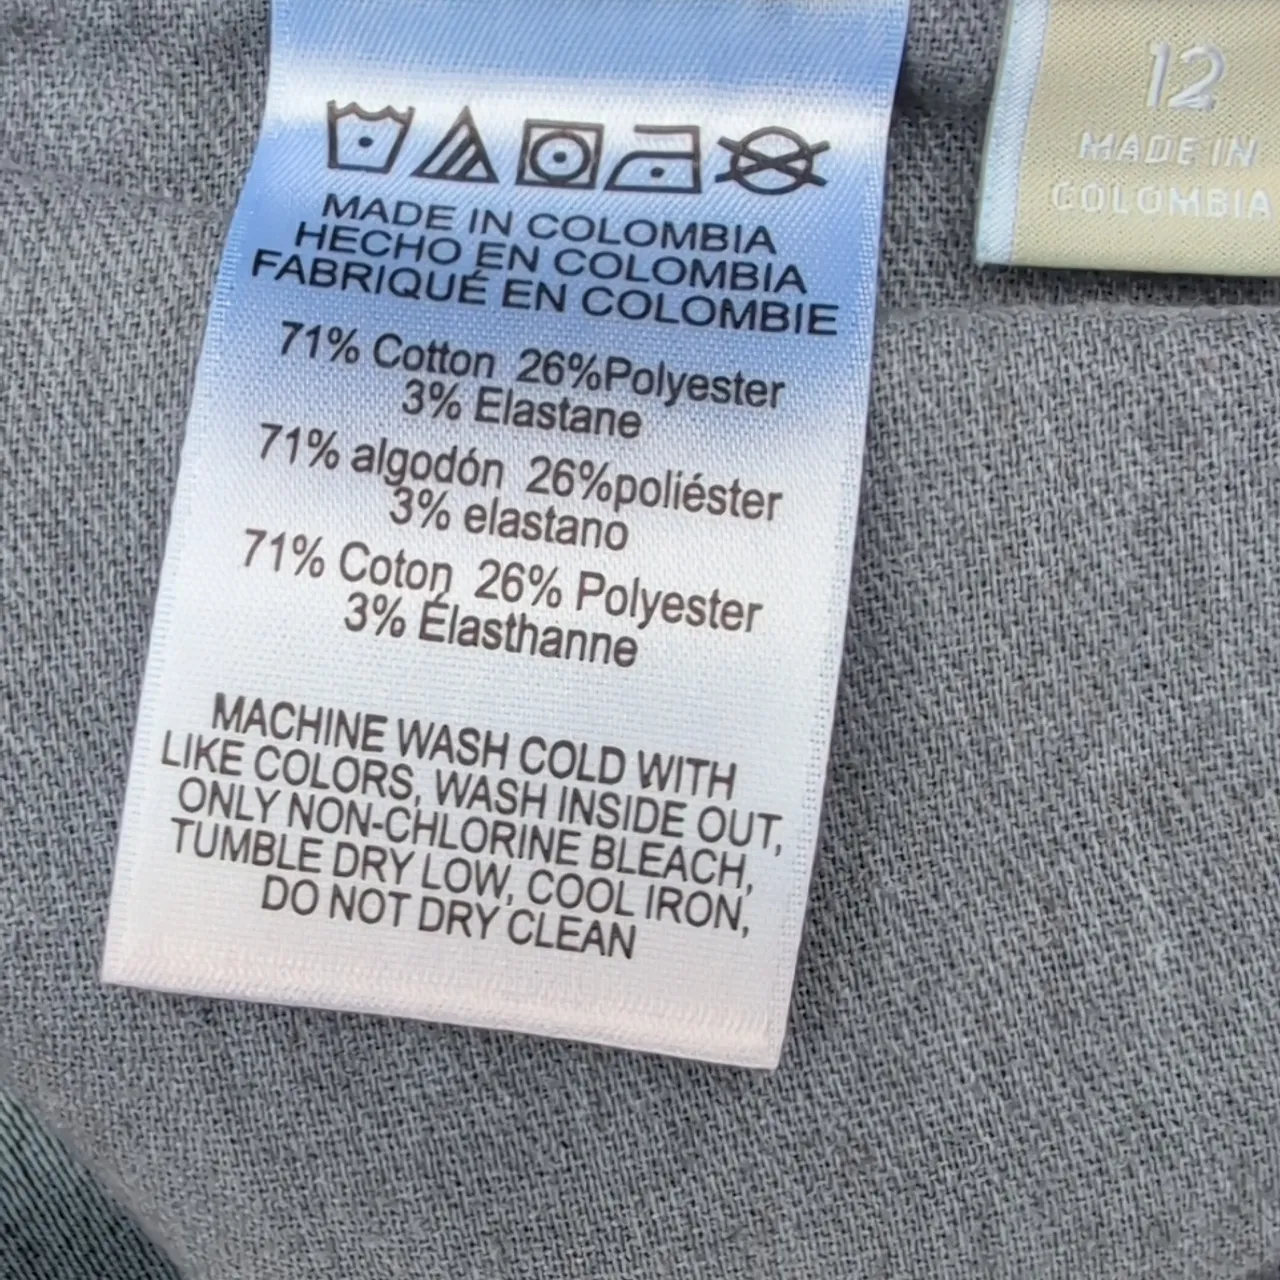 MADE IN COLOMBIA
HECHO EN COLOMBIA
FABRIQUÉ EN COLOMBIE
71% Cotton 26%Polyester
3% Elastane
71% algodón 26%poliéster
3% elastano
71% Coton 26% Polyester
3% Élasthanne
MACHINE WASH COLD WITH
LIKE COLORS, WASH INSIDE OUT,
ONLY NON-CHLORINE BLEACH,
TUMBLE DRY LOW, COOL IRON,
DO NOT DRY CLEAN
12
MADE IN
COLOMBIA